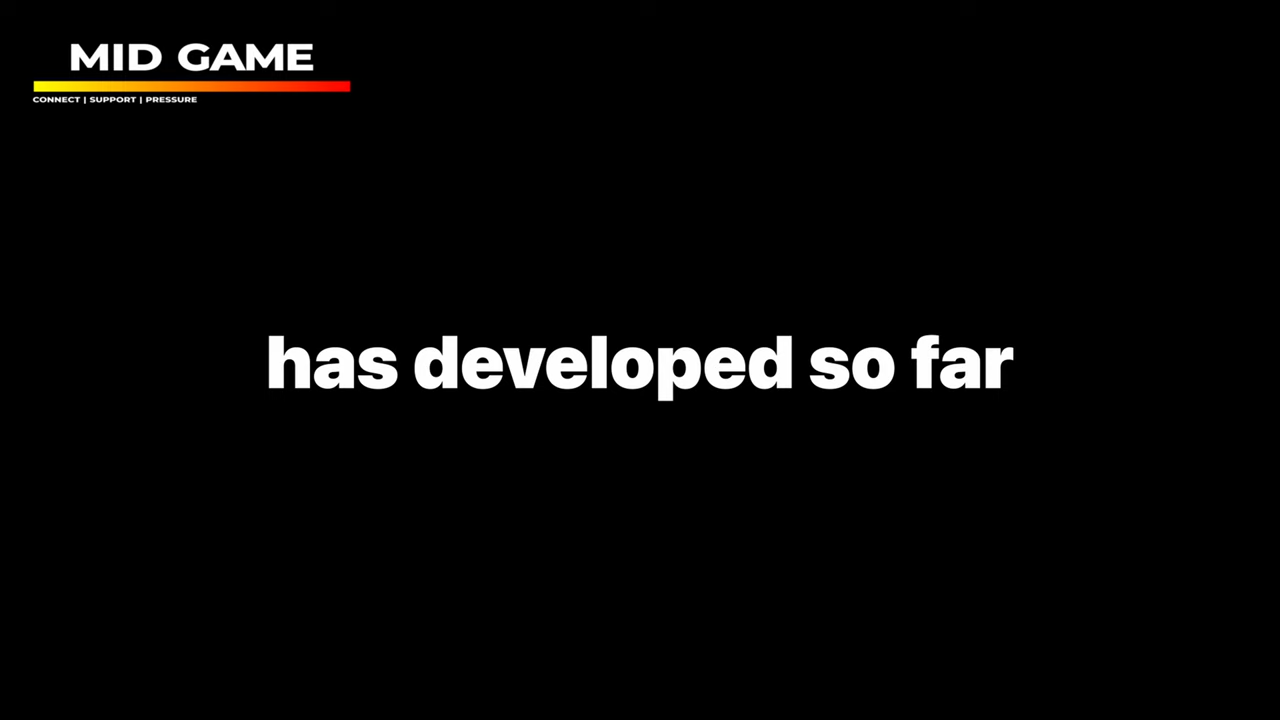 MID GAME
CONNECT | SUPPORT | PRESSURE
has developed so far